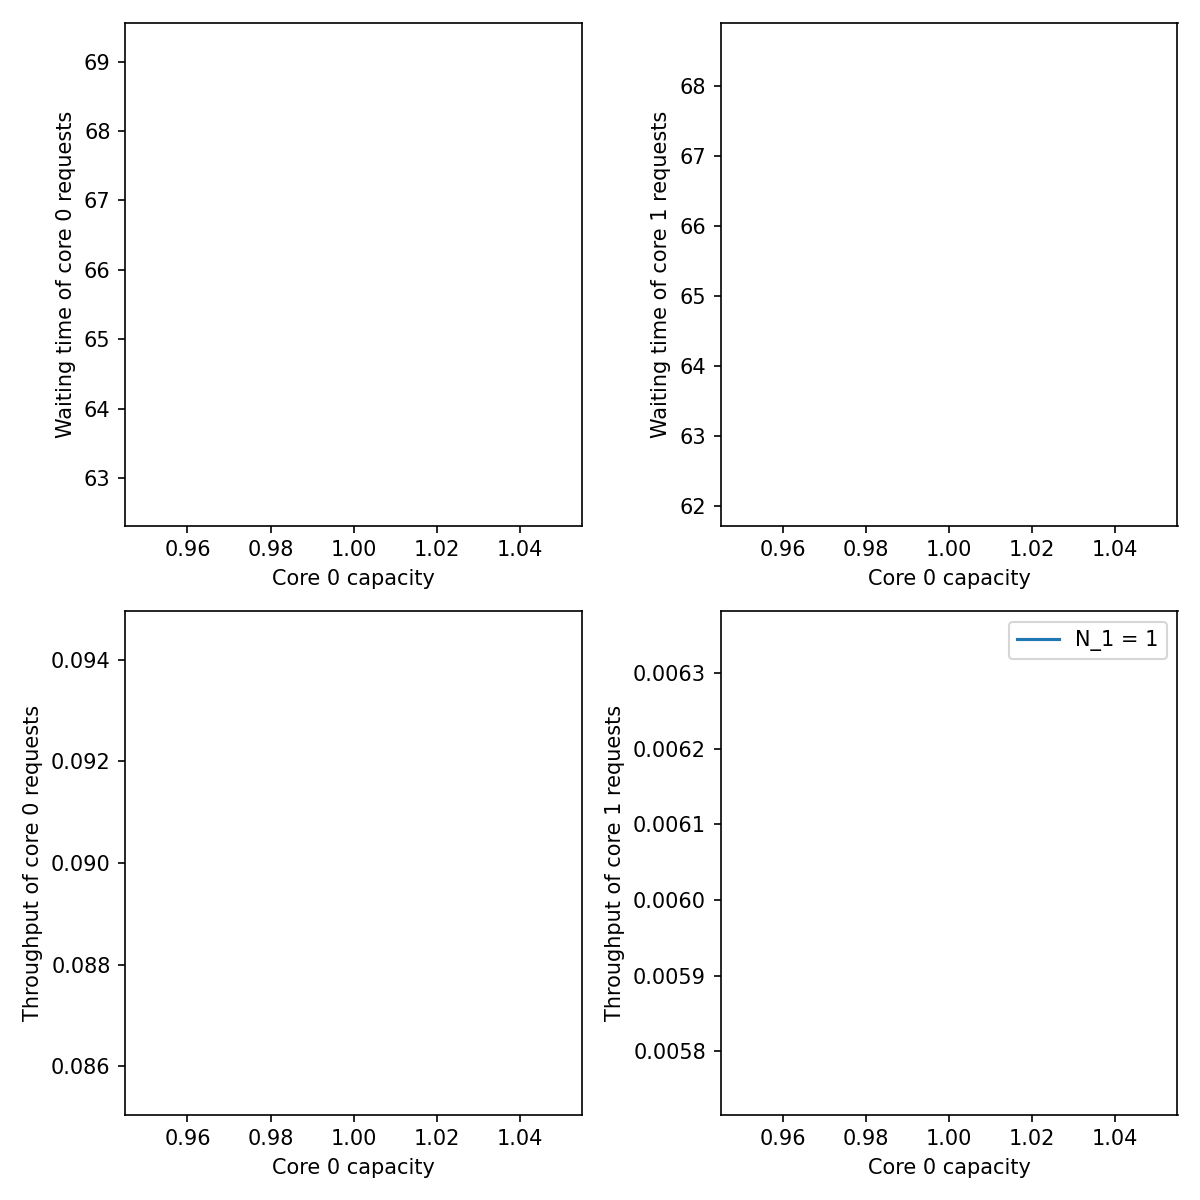 69
68
67
66
65
64
63
Waiting time of core 0 requests
0.96 0.98 1.00 1.02 1.04
Core 0 capacity
68
67
66
65
64
63
62
Waiting time of core 1 requests
0.96 0.98 1.00 1.02 1.04
Core 0 capacity
0.094
0.092
0.090
0.088
0.086
Throughput of core 0 requests
0.96 0.98 1.00 1.02 1.04
Core 0 capacity
N_1 = 1
0.0063
0.0062
0.0061
0.0060
0.0059
0.0058
Throughput of core 1 requests
0.96 0.98 1.00 1.02 1.04
Core 0 capacity